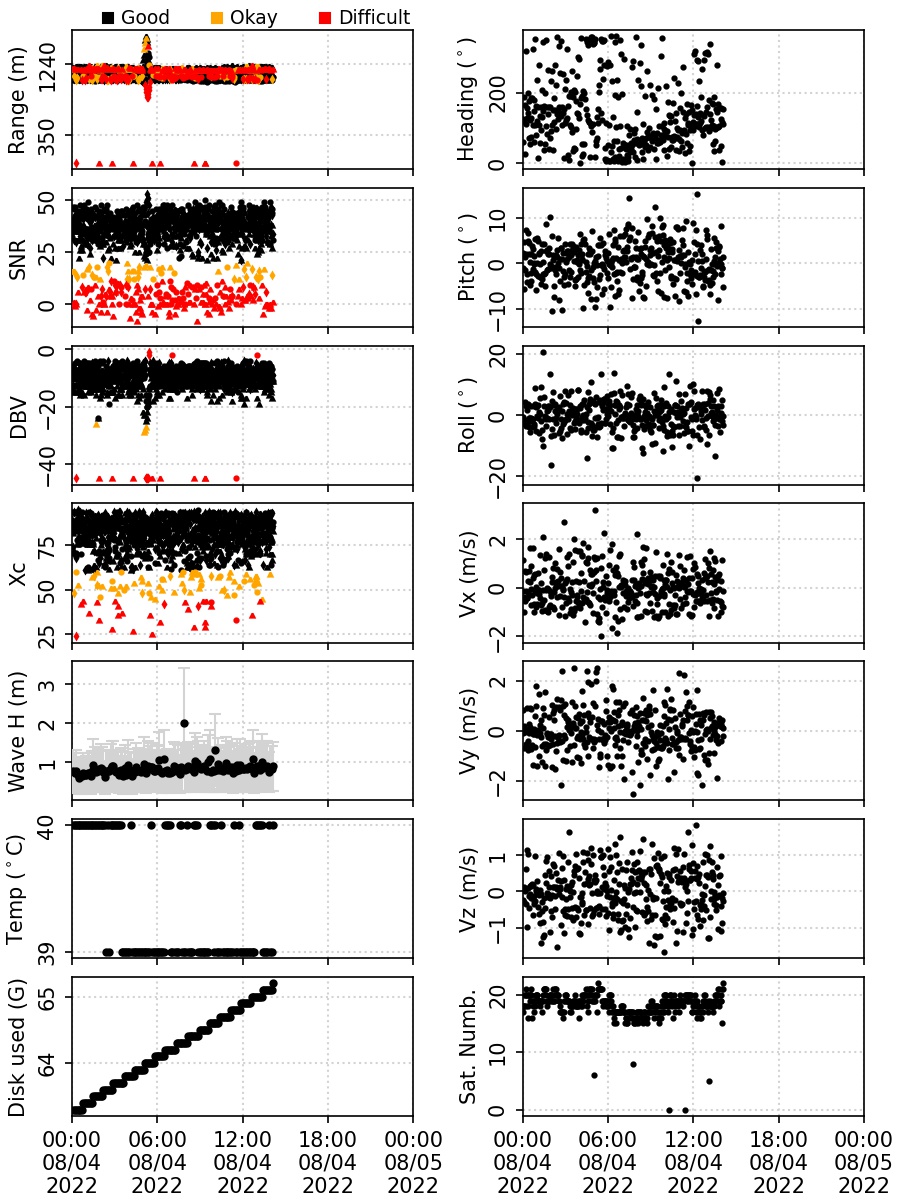 Good Okay Difficult
Range (m)
1240
350
Heading (°)
200
0
SNR
50
25
0
Pitch (°)
10
0
−10
DBV
0
−20
−40
Roll (°)
20
0
−20
Xc
75
50
25
Vx (m/s)
2
0
−2
Wave H (m)
3
2
1
Vy (m/s)
2
0
−2
Temp (°C)
40
39
Vz (m/s)
1
0
−1
Disk used (G)
65
64
Sat. Numb.
20
10
0
00:00 06:00 12:00 18:00 00:00
08/04 08/04 08/04 08/04 08/05
2022 2022 2022 2022 2022
00:00 06:00 12:00 18:00 00:00
08/04 08/04 08/04 08/04 08/05
2022 2022 2022 2022 2022